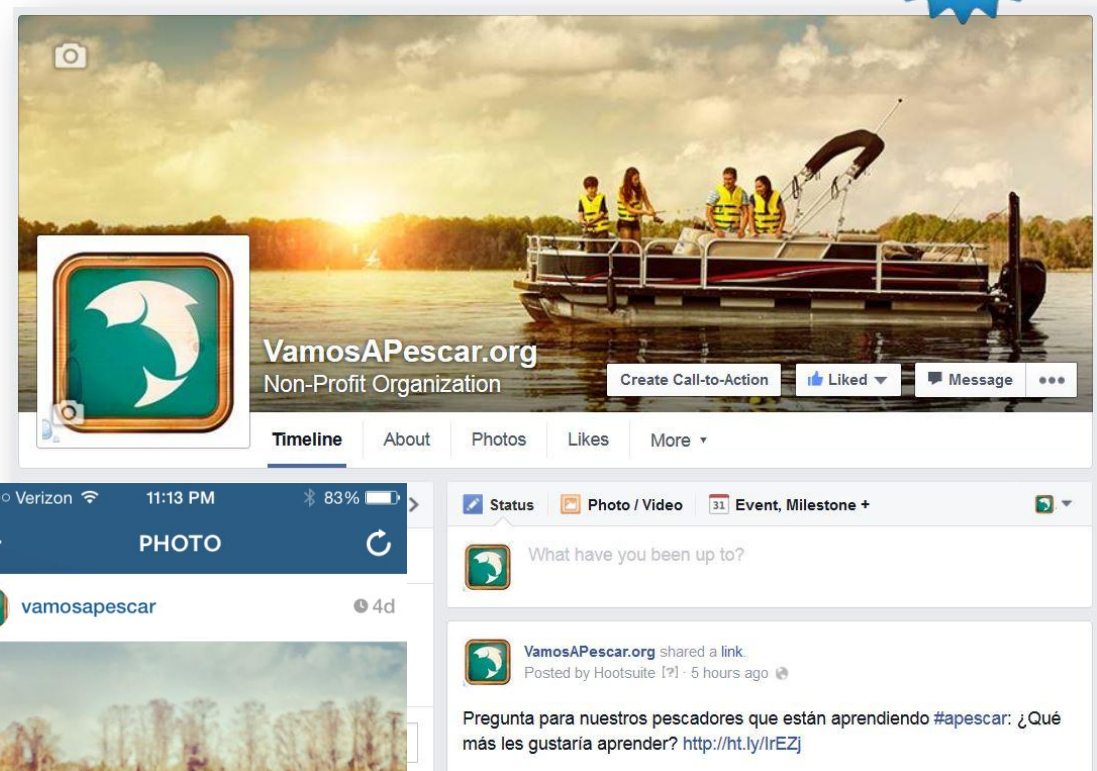 VamosAPescar.org
Non-Profit Organization
Create Call-to-Action
Liked
Message
Timeline
About
Photos
Likes
More
Verizon
11:13 PM
83%
PHOTO
vamosapescar
4d
Status
Photo / Video
31
Event, Milestone +
What have you been up to?
VamosAPescar.org shared a link.
Posted by Hootsuite [?] · 5 hours ago
Pregunta para nuestros pescadores que están aprendiendo #apescar: ¿Qué
más les gustaría aprender? http://ht.ly/IrEZj